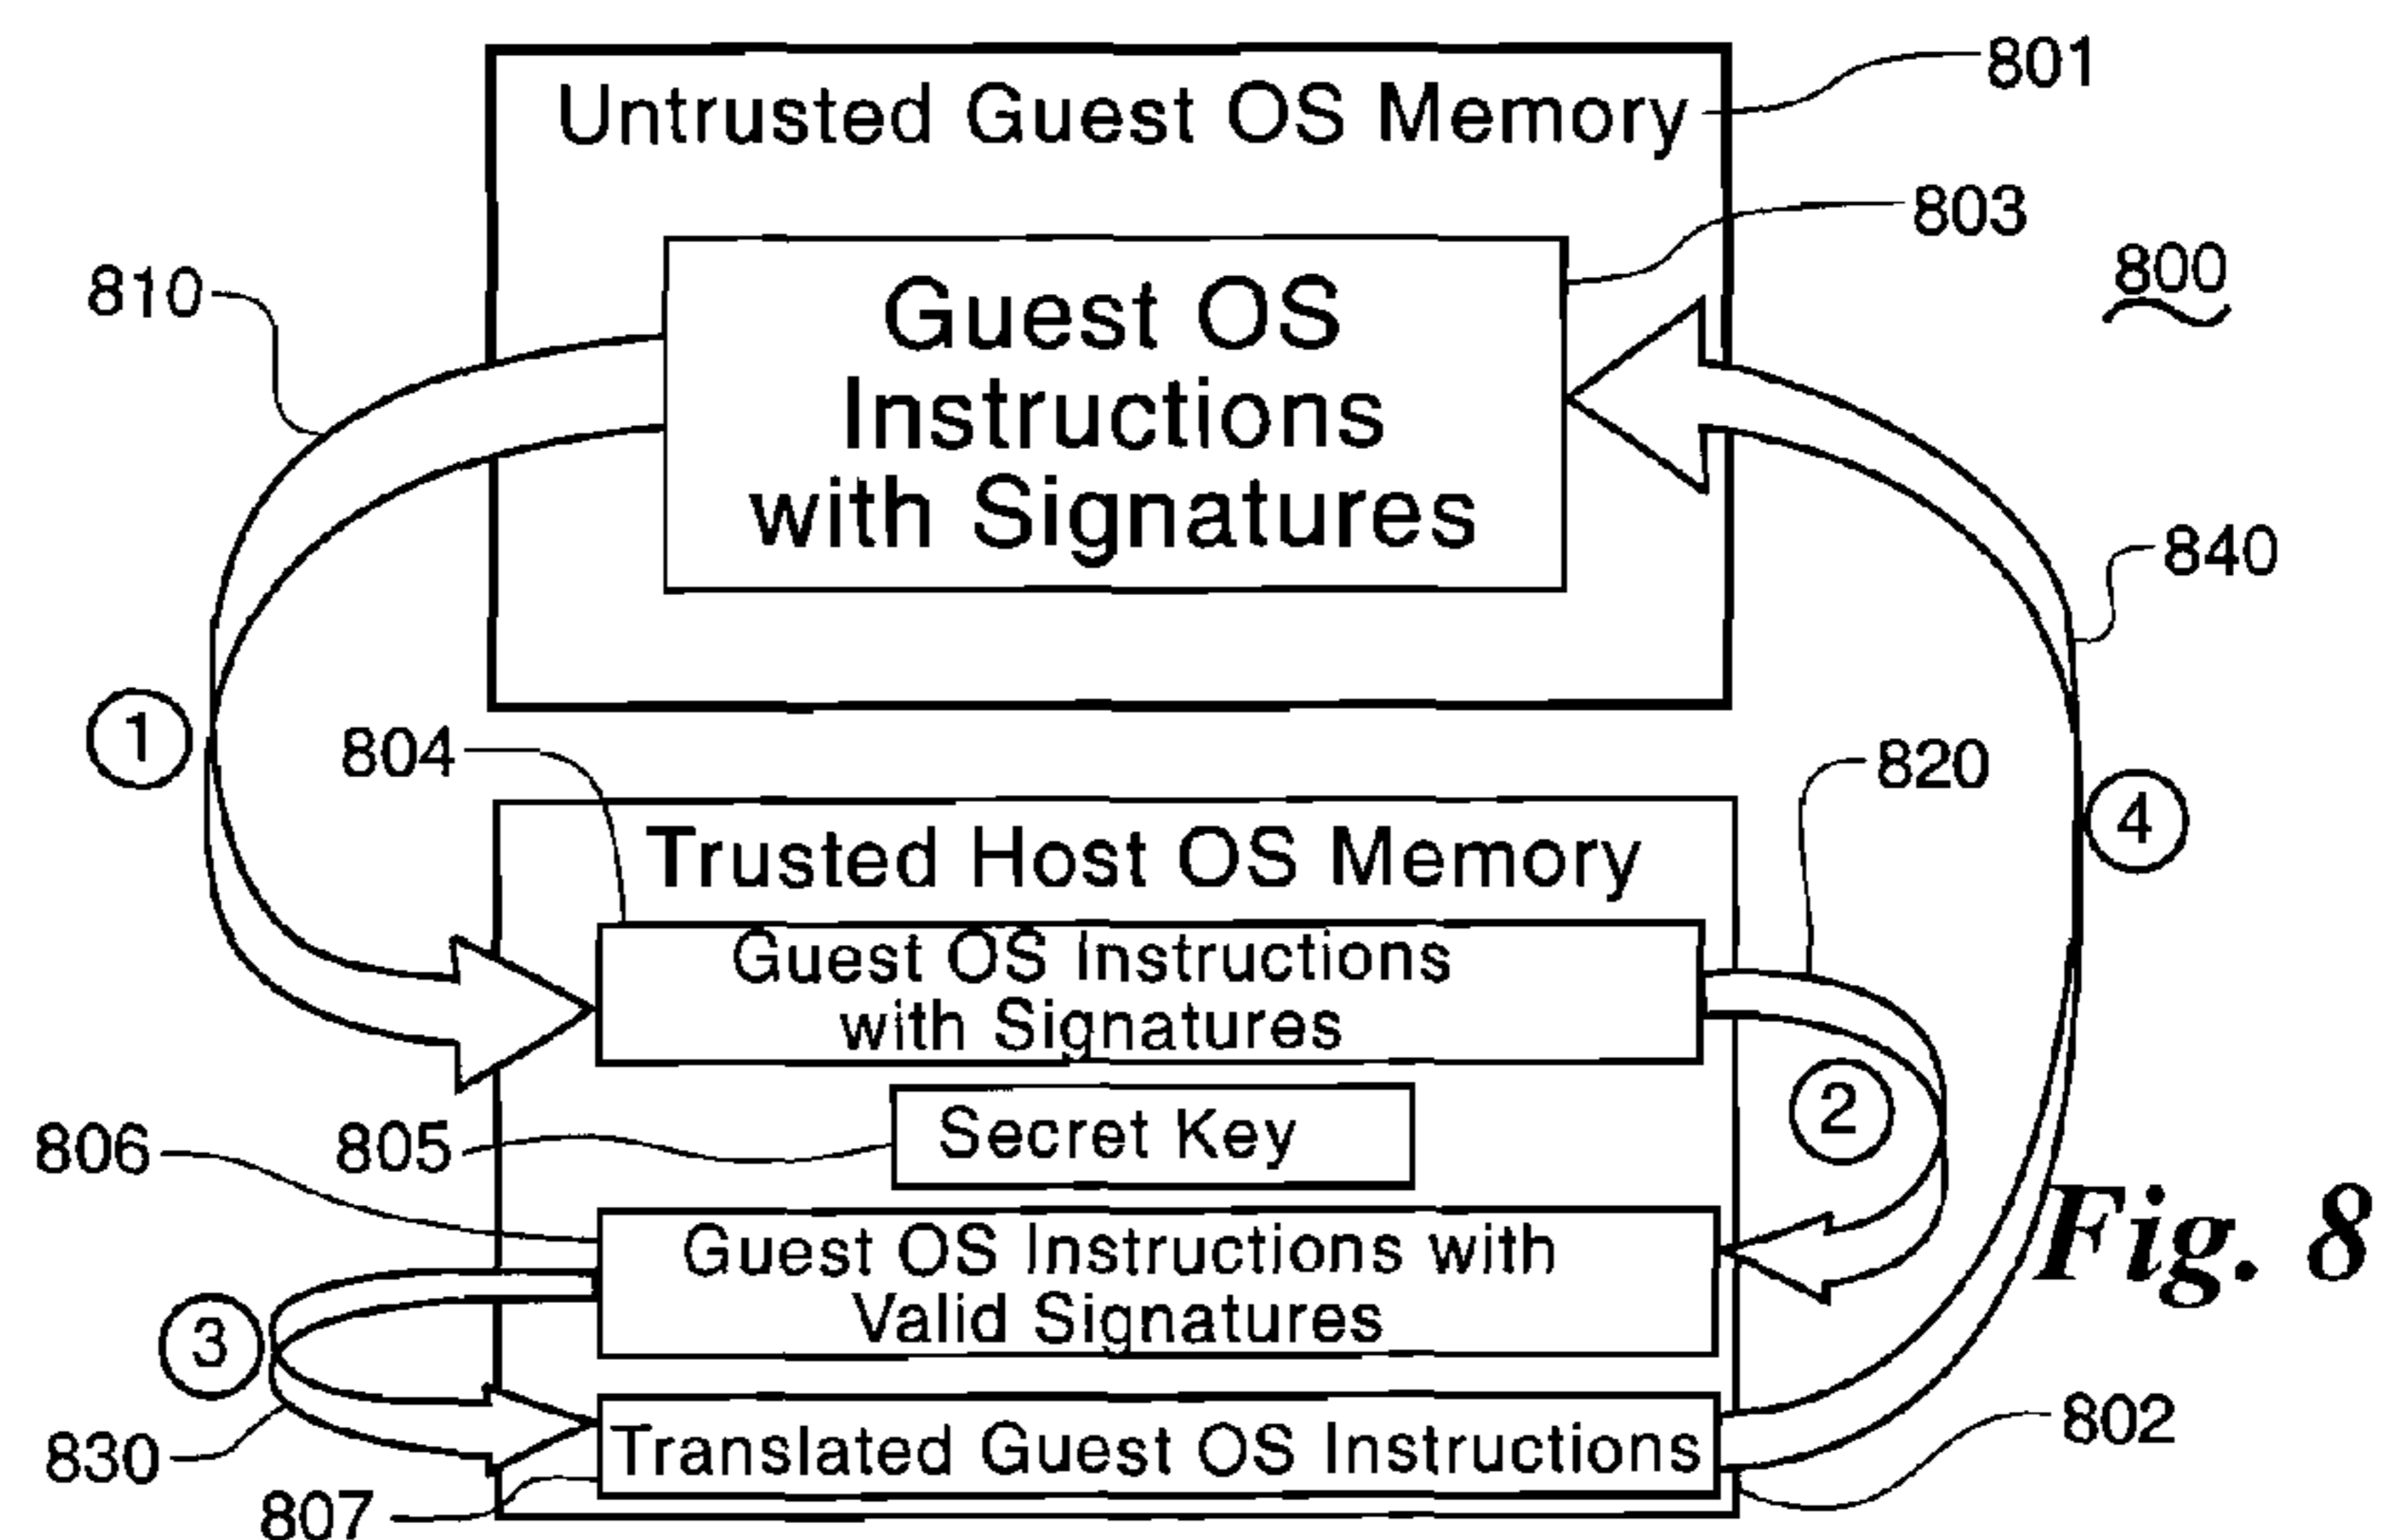 801
Untrusted Guest OS Memory
803
800
810
Guest OS
Instructions
with Signatures
840
1
804
820
4
Trusted Host OS Memory
Guest OS Instructions
with Signatures
2
806
805
Secret Key
Guest OS Instructions with
Valid Signatures
Fig. 8
3
802
830
Translated Guest OS Instructions
807